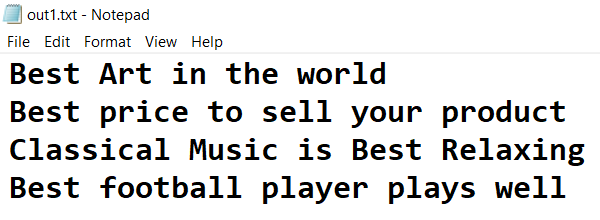 out1.txt - Notepad
File Edit Format View Help
Best Art in the world
Best price to sell your product
Classical Music is Best Relaxing
Best football player plays well